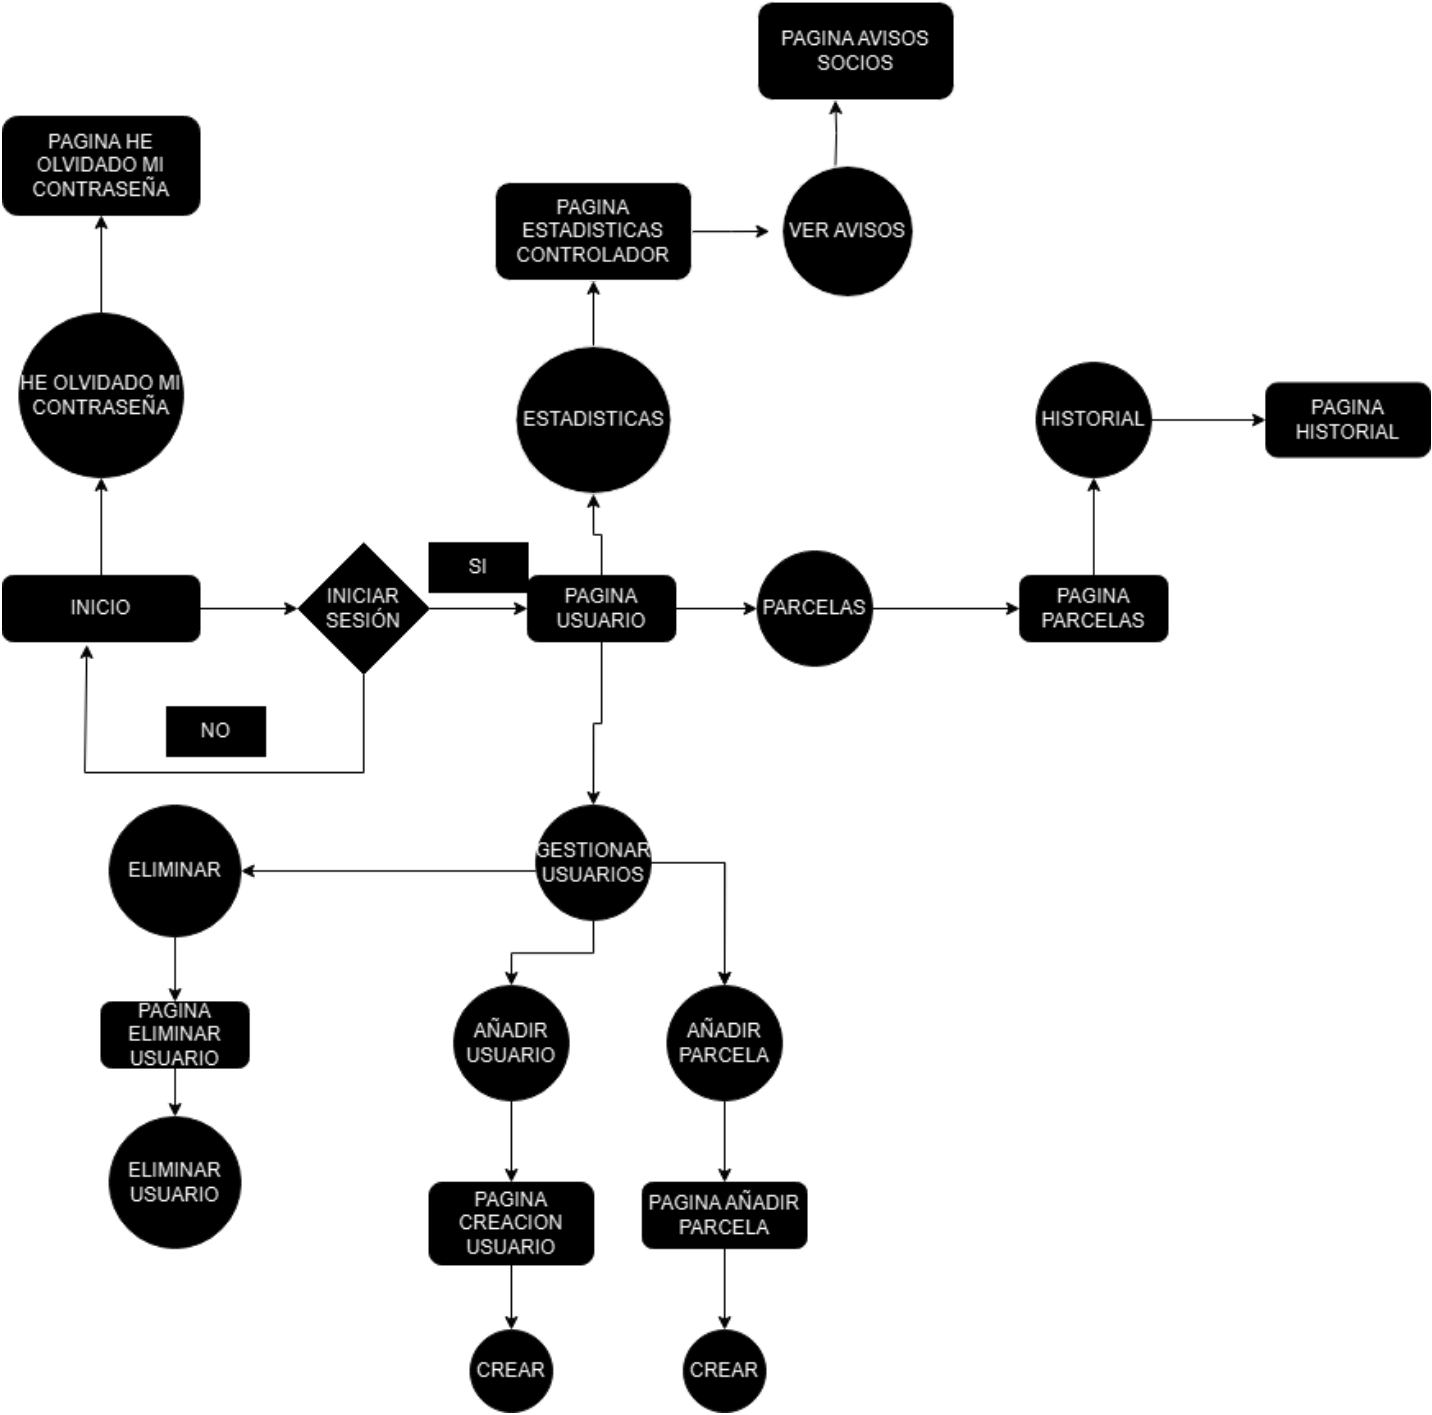 PAGINA AVISOS
SOCIOS
PAGINA HE
OLVIDADO MI
CONTRASEÑA
PAGINA
ESTADISTICAS
CONTROLADOR
VER AVISOS
HE OLVIDADO MI
CONTRASEÑA
ESTADISTICAS
HISTORIAL
PAGINA
HISTORIAL
INICIO
INICIAR
SESIÓN
SI
PAGINA
USUARIO
PARCELAS
PAGINA
PARCELAS
NO
ELIMINAR
GESTIONAR
USUARIOS
PAGINA
ELIMINAR
USUARIO
AÑADIR
USUARIO
AÑADIR
PARCELA
ELIMINAR
USUARIO
PAGINA
CREACION
USUARIO
PAGINA AÑADIR
PARCELA
CREAR
CREAR